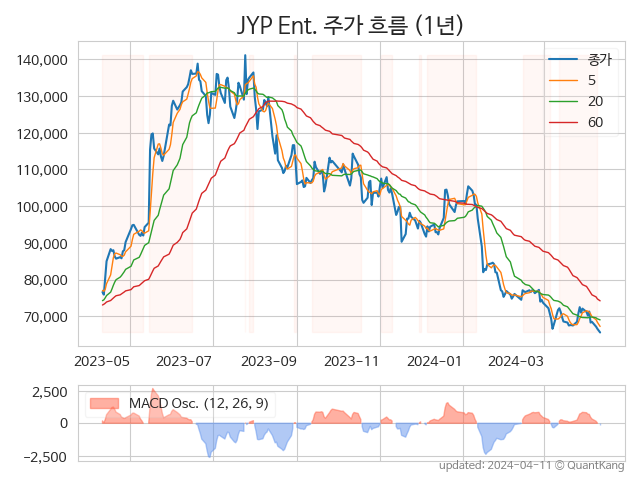 JYP Ent. 주가 흐름 (1년)
140,000
130,000
120,000
110,000
100,000
90,000
80,000
70,000
종가
5
20
60
2023-05 2023-07 2023-09 2023-11 2024-01 2024-03
2,500
0
−2,500
MACD Osc. (12, 26, 9)
updated: 2024-04-11 © QuantKang